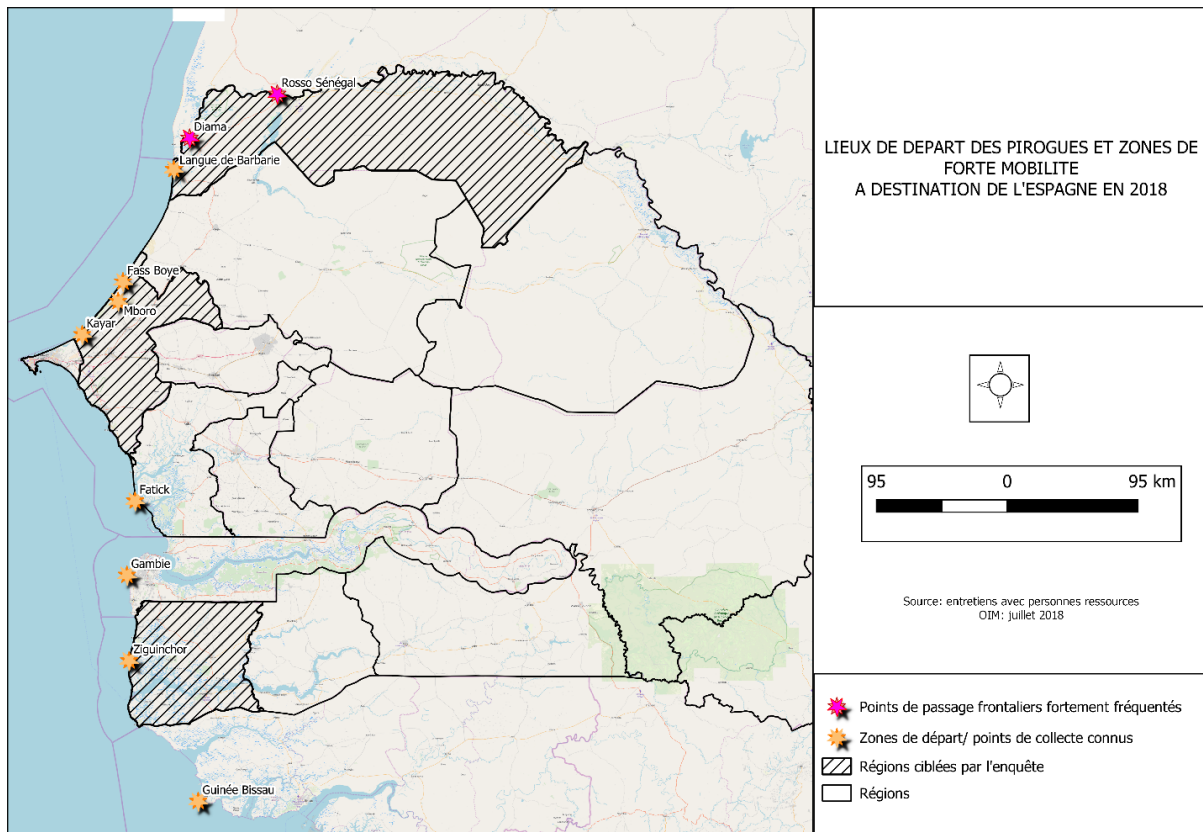 Rosso Sénégal
Diama
Langue de Barbarie
Fass Boye
Mboro
Kayar
Fatick
Gambie
Ziguinchor
Guinée Bissau
LIEUX DE DEPART DES PIROGUES ET ZONES DE
FORTE MOBILITE
A DESTINATION DE L'ESPAGNE EN 2018
95 0 95 km
Source: entretiens avec personnes ressources
OIM: juillet 2018
Points de passage frontaliers fortement fréquentés
Zones de départ/ points de collecte connus
Régions ciblées par l'enquête
Régions